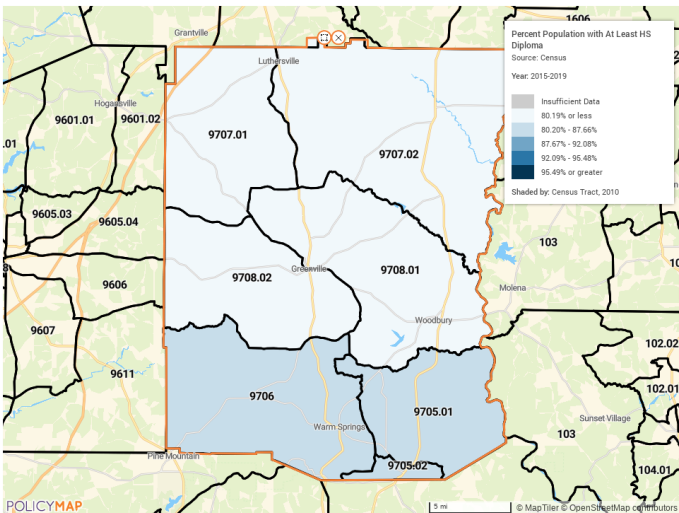 Grantville
1606
Luthersville
Percent Population with At Least HS
Diploma
Source: Census
Year: 2015-2019
Insufficient Data
80.19% or less
80.20% - 87.66%
87.67% - 92.08%
92.09% - 95.48%
95.49% or greater
Shaded by: Census Tract, 2010
Hogansville
9601.01
9601.02
.01
9707.01
9707.02
9605.03
9605.04
103
10
9708.02
Greenville
9708.01
9606
Molena
9607
Woodbury
102.02
9611
102.01
9706
9705.01
Warm Springs
Sunset Village
103
Pine Mountain
9705.02
104.01
POLICYMAP
5 mi
© MapTiler © OpenStreetMap contributors